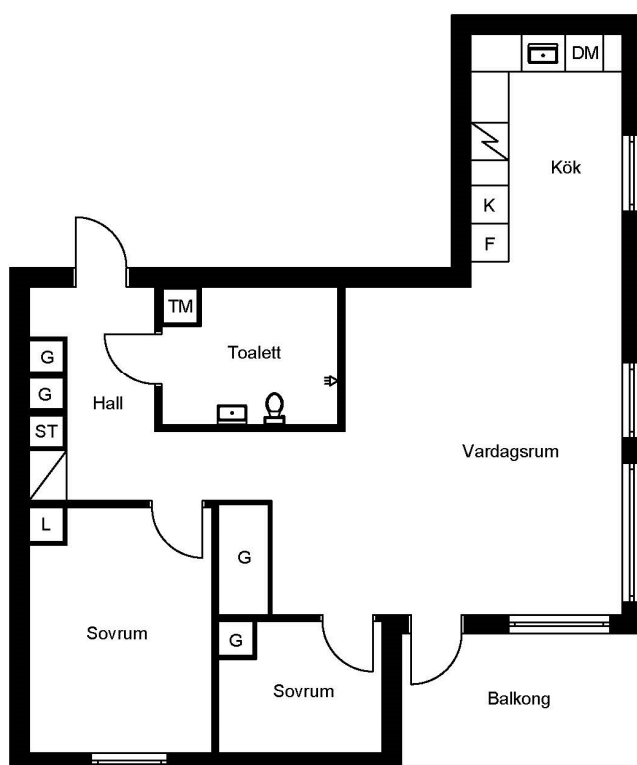 DM
Kök
K
F
TM
G
Toalett
G
Hall
ST
Vardagsrum
L
G
Sovrum
G
Sovrum
Balkong